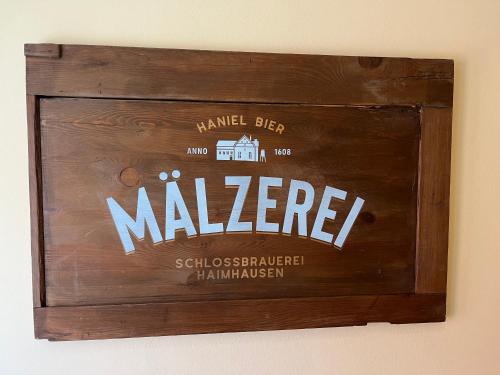 HANIEL BIER
ANNO 1608
MÄLZEREI
SCHLOSSBRAUEREI
HAIMHAUSEN